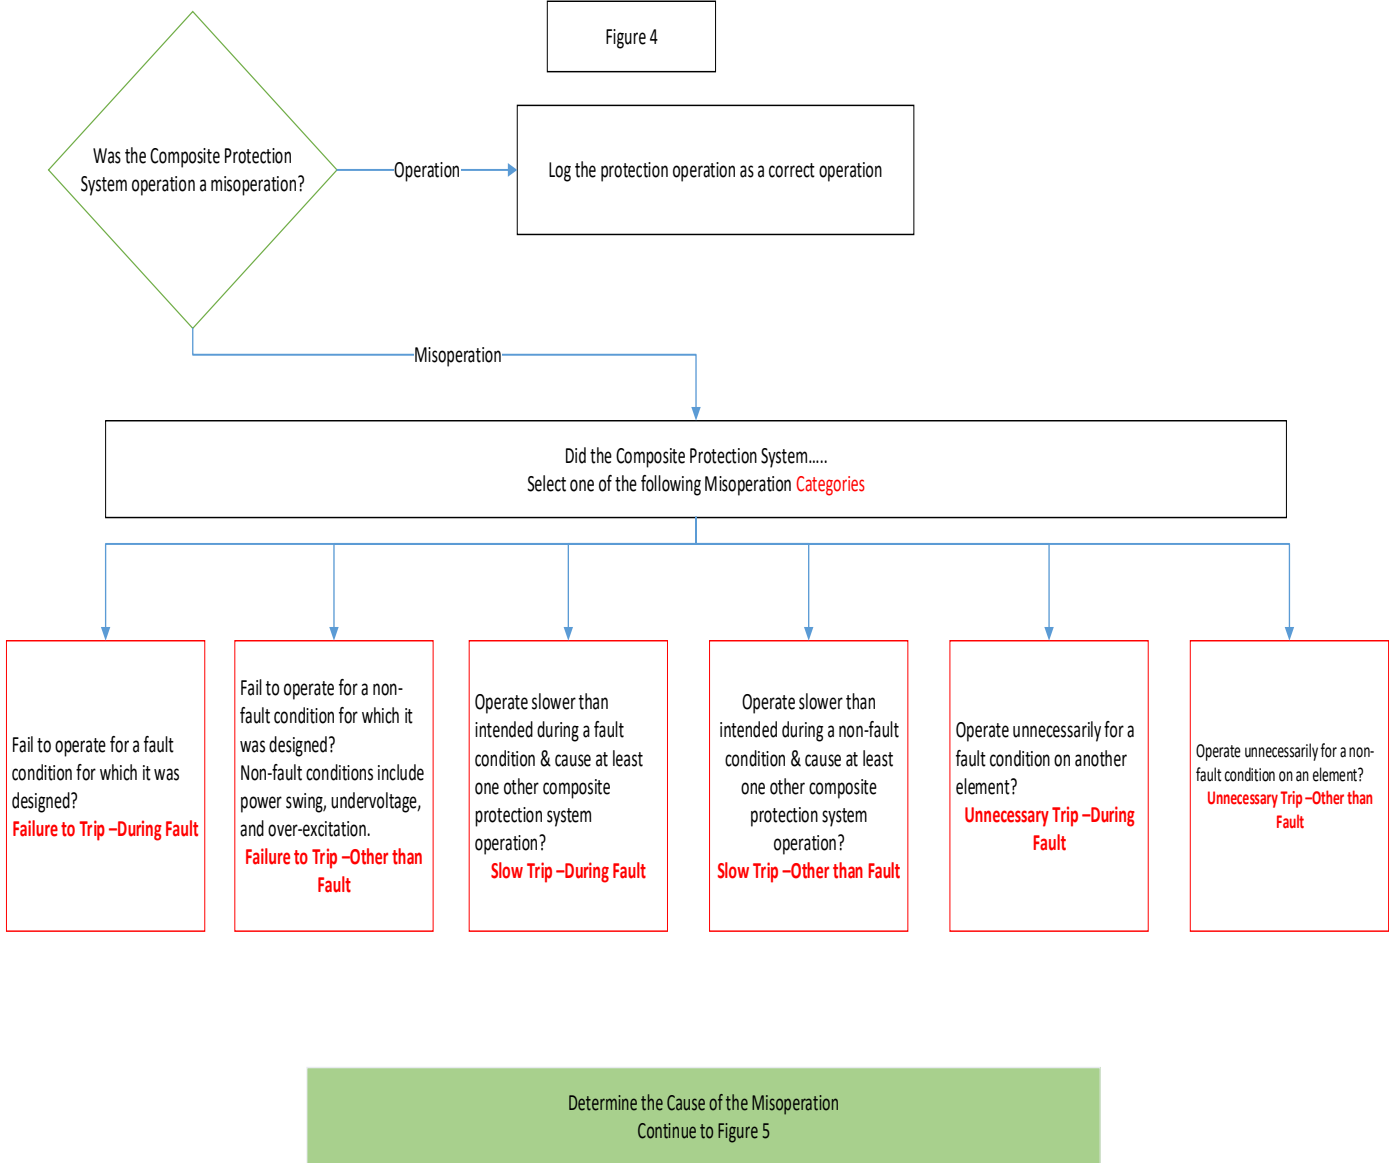 Figure 4
Was the Composite Protection
System operation a misoperation?
Operation
Log the protection operation as a correct operation
Misoperation
Did the Composite Protection System.....
Select one of the following Misoperation Categories
Fail to operate for a fault
condition for which it was
designed?
Failure to Trip –During Fault
Fail to operate for a non-
fault condition for which it
was designed?
Non-fault conditions include
power swing, undervoltage,
and over-excitation.
Failure to Trip –Other than
Fault
Operate slower than
intended during a fault
condition & cause at least
one other composite
protection system
operation?
Slow Trip –During Fault
Operate slower than
intended during a non-fault
condition & cause at least
one other composite
protection system
operation?
Slow Trip –Other than Fault
Operate unnecessarily for a
fault condition on another
element?
Unnecessary Trip –During
Fault
Operate unnecessarily for a non-
fault condition on an element?
Unnecessary Trip –Other than
Fault
Determine the Cause of the Misoperation
Continue to Figure 5